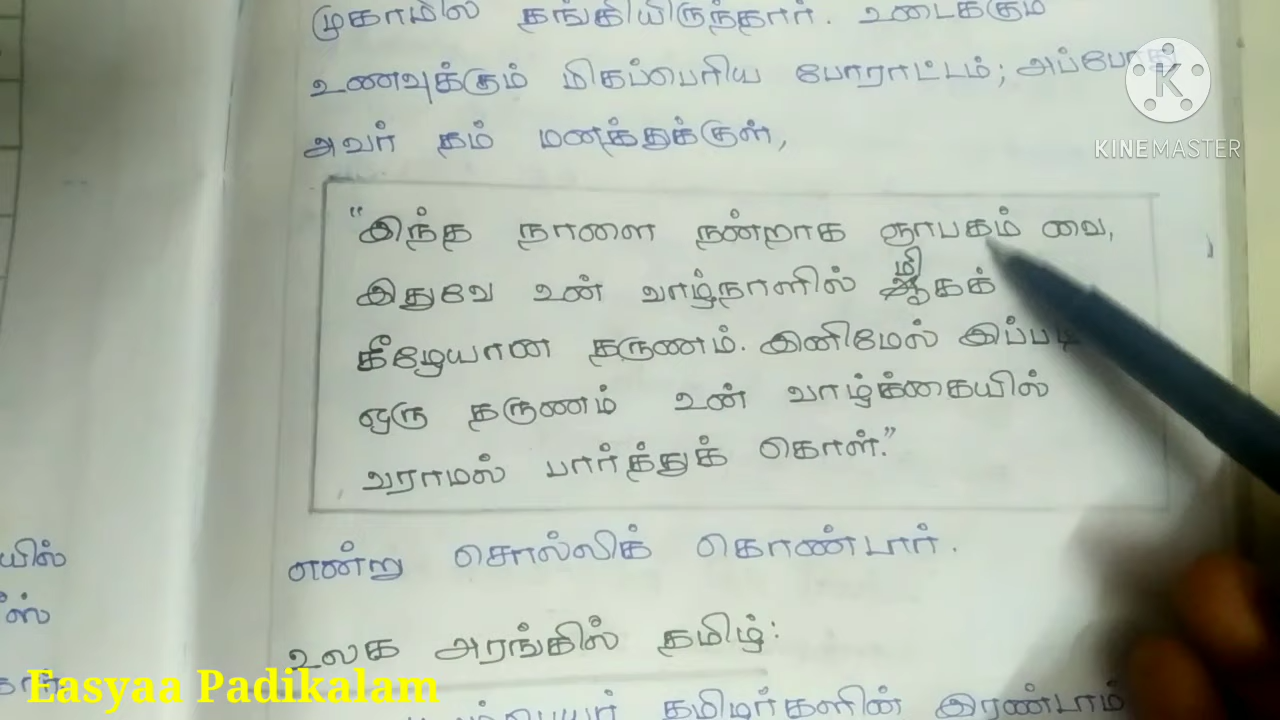 முகாமில் தங்கியிருந்தார். உடைக்கும்
உணவுக்கும் மிகப்பெரிய போராட்டம்; அப்போது
அவர் தம் மனத்துக்குள்,
"இந்த நாளை நன்றாக ஞாபகம் வை,
இதுவே உன் வாழ்நாளில் மிகக்
கீழேயான தருணம். இனிமேல் இப்படி
ஒரு தருணம் உன் வாழ்க்கையில்
வராமல் பார்த்துக் கொள்."
என்று சொல்லிக் கொண்டார்.
உலக அரங்கில் தமிழ்:
தமிழர்களின் இரண்டாம்
யில்
KINEMASTER
Easyaa Padikalam